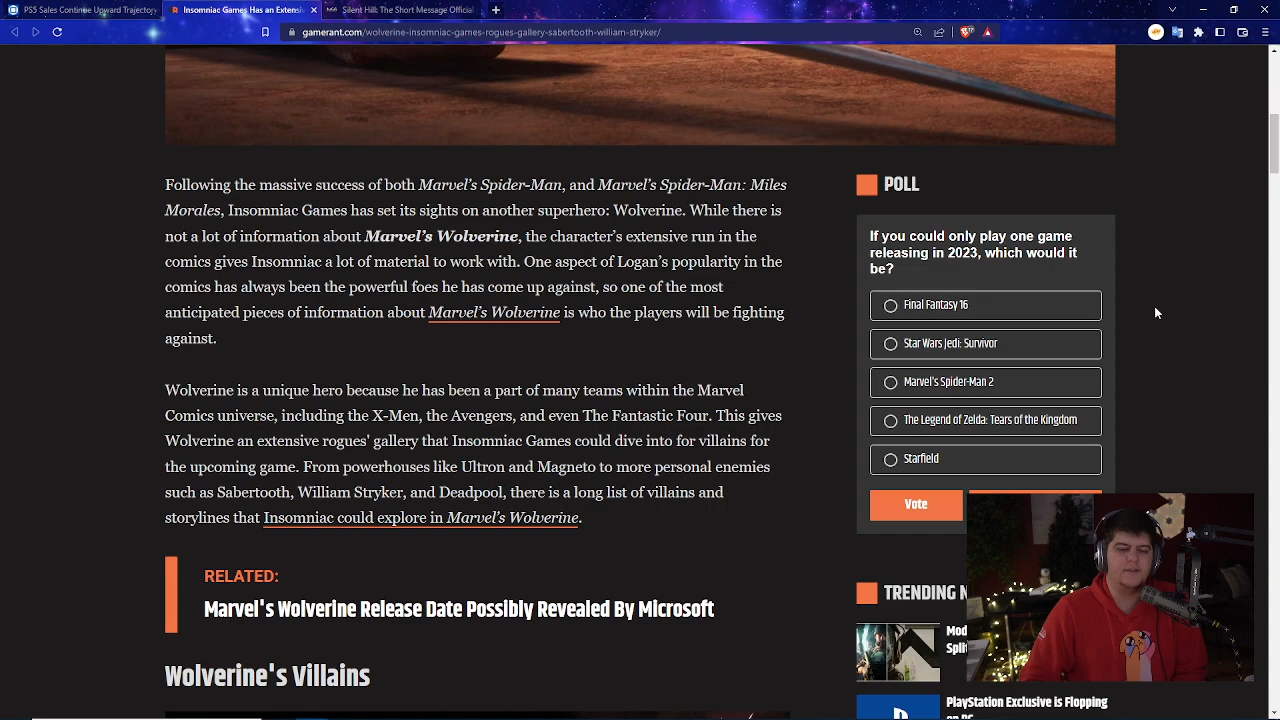 PS5 Sales Continue Upward Trajectory
Insomniac Games Has an Extensiv
Silent Hill: The Short Message Official
gamerant.com/wolverine-insomniac-games-rogues-gallery-sabertooth-william-stryker/
Following the massive success of both Marvel's Spider-Man, and Marvel's Spider-Man: Miles
Morales, Insomniac Games has set its sights on another superhero: Wolverine. While there is
not a lot of information about Marvel's Wolverine, the character's extensive run in the
comics gives Insomniac a lot of material to work with. One aspect of Logan's popularity in the
comics has always been the powerful foes he has come up against, so one of the most
anticipated pieces of information about Marvel's Wolverine is who the players will be fighting
against.
Wolverine is a unique hero because he has been a part of many teams within the Marvel
Comics universe, including the X-Men, the Avengers, and even The Fantastic Four. This gives
Wolverine an extensive rogues' gallery that Insomniac Games could dive into for villains for
the upcoming game. From powerhouses like Ultron and Magneto to more personal enemies
such as Sabertooth, William Stryker, and Deadpool, there is a long list of villains and
storylines that Insomniac could explore in Marvel's Wolverine.
RELATED:
Marvel's Wolverine Release Date Possibly Revealed By Microsoft
Wolverine's Villains
POLL
If you could only play one game
releasing in 2023, which would it
be?
Final Fantasy 16
Star Wars Jedi: Survivor
Marvel's Spider-Man 2
The Legend of Zelda: Tears of the Kingdom
Starfield
Vote
TRENDING N
Mod
Spli
PlayStation Exclusive is Flopping
on PC